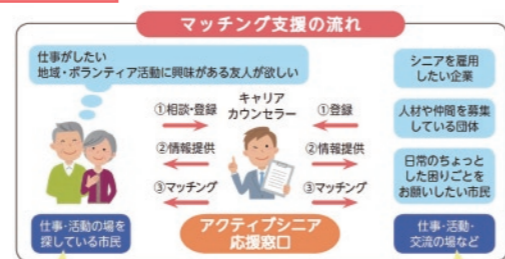 マッチング支援の流れ
仕事がしたい
地域・ボランティア活動に興味がある友人が欲しい
①相談・登録
②情報提供
③マッチング
キャリア
カウンセラー
①登録
②情報提供
③マッチング
シニアを雇用
したい企業
人材や仲間を募集
している団体
日常のちょっと
した困りごとを
お願いしたい市民
仕事・活動の場を
探している市民
アクティブシニア
応援窓口
仕事・活動・
交流の場など